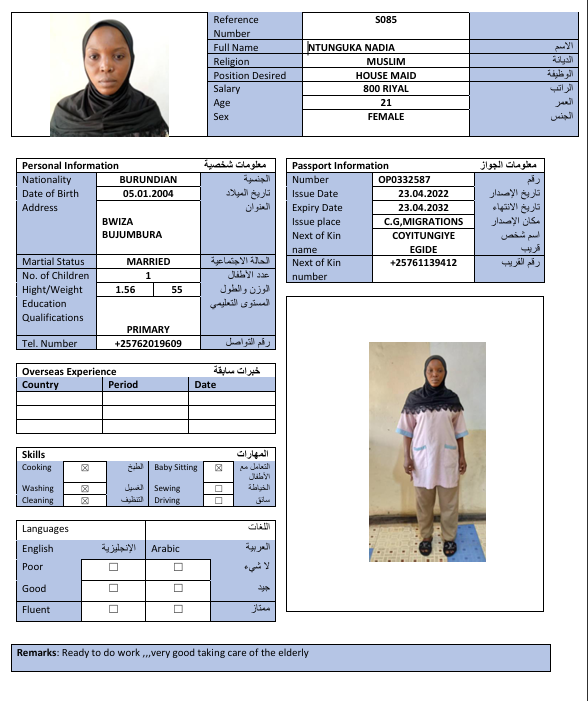 Reference Number S085
Full Name NTUNGUKA NADIA الاسم
Religion MUSLIM الديانة
Position Desired HOUSE MAID الوظيفة
Salary 800 RIYAL الراتب
Age 21 العمر
Sex FEMALE الجنس
Personal Information معلومات شخصية
Nationality BURUNDIAN الجنسية
Date of Birth 05.01.2004 تاريخ الميلاد
Address العنوان
BWIZA
BUJUMBURA
Martial Status MARRIED الحالة الاجتماعية
No. of Children 1 عدد الأطفال
Hight/Weight 1.56 55 الوزن والطول
Education المستوى التعليمي
Qualifications
PRIMARY
Tel. Number +25762019609 رقم التواصل
Passport Information معلومات الجواز
Number OP0332587 رقم
Issue Date 23.04.2022 تاريخ الإصدار
Expiry Date 23.04.2032 تاريخ الانتهاء
Issue place C.G,MIGRATIONS مكان الإصدار
Next of Kin COYITUNGIYE اسم شخص
name EGIDE قريب
Next of Kin +25761139412 رقم القريب
number
Overseas Experience خبرات سابقة
Country Period Date
Skills المهارات
Cooking ☒ الطبخ Baby Sitting ☒ التعامل مع
الأطفال
Washing ☒ الغسيل Sewing ☐ الخياطة
Cleaning ☒ التنظيف Driving ☐ سائق
Languages اللغات
English الإنجليزية Arabic العربية
Poor ☐ ☐ لا شيء
Good ☐ ☐ جيد
Fluent ☐ ☐ ممتاز
Remarks: Ready to do work ,,,very good taking care of the elderly